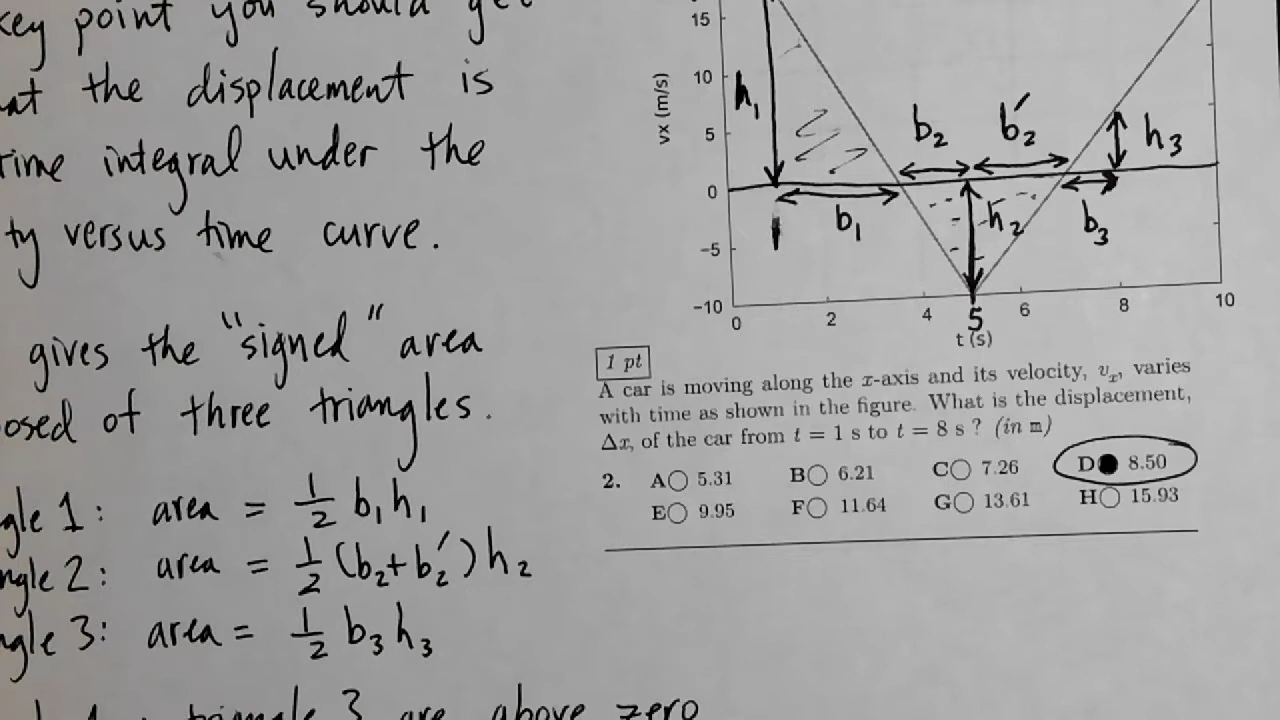 key point you should get
at the displacement is
time integral under the
ty versus time curve.
gives the "signed" area
osed of three triangles.
gle 1: area = 1/2 b₁h₁
ngle 2: area = 1/2 (b₂+b₂′)h₂
ngle 3: area = 1/2 b₃h₃
triangle 3 are above zero
15
10
5
0
−5
−10
vx (m/s)
h₁
b₂
b₂′
h₃
b₁
h₂
b₃
0 2 4 5 6 8 10
t (s)
1 pt
A car is moving along the x-axis and its velocity, vₓ, varies
with time as shown in the figure. What is the displacement,
Δx, of the car from t = 1 s to t = 8 s ? (in m)
2. A 5.31 B 6.21 C 7.26 D 8.50
E 9.95 F 11.64 G 13.61 H 15.93